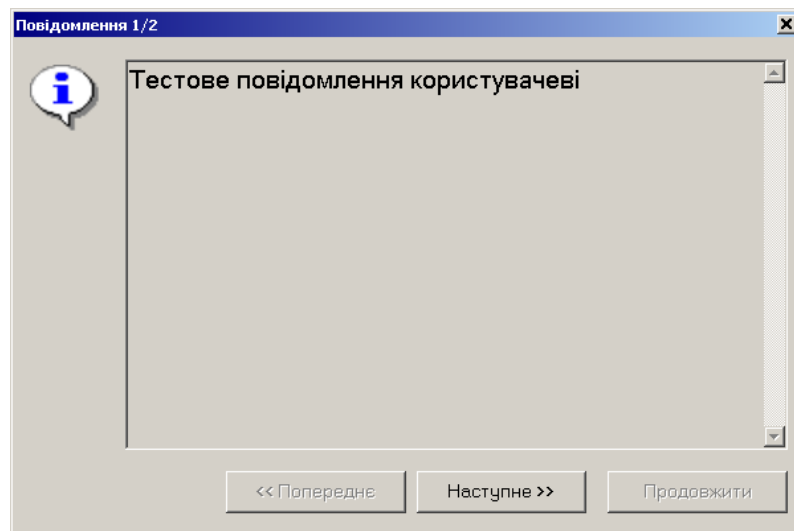 Повідомлення 1/2
Тестове повідомлення користувачеві
<< Попереднє
Наступне >>
Продовжити